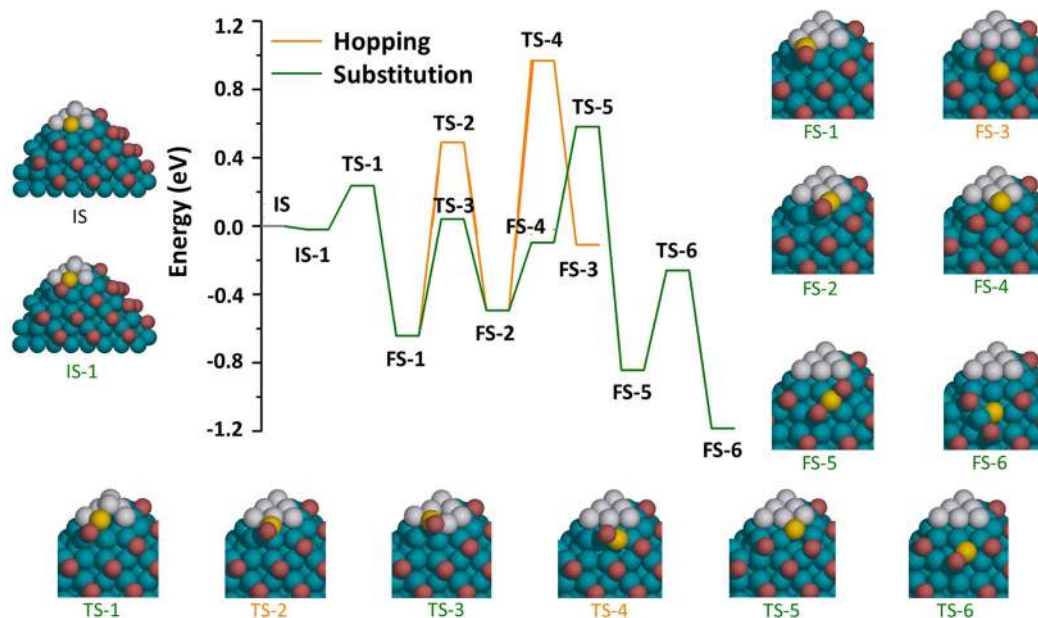 Hopping
Substitution
Energy (eV)
1.2
0.8
0.4
0.0
-0.4
-0.8
-1.2
IS
IS-1
TS-1
FS-1
TS-2
TS-3
FS-2
TS-4
FS-4
TS-5
FS-3
FS-5
TS-6
FS-6
IS
IS-1
FS-1
FS-3
FS-2
FS-4
FS-5
FS-6
TS-1
TS-2
TS-3
TS-4
TS-5
TS-6